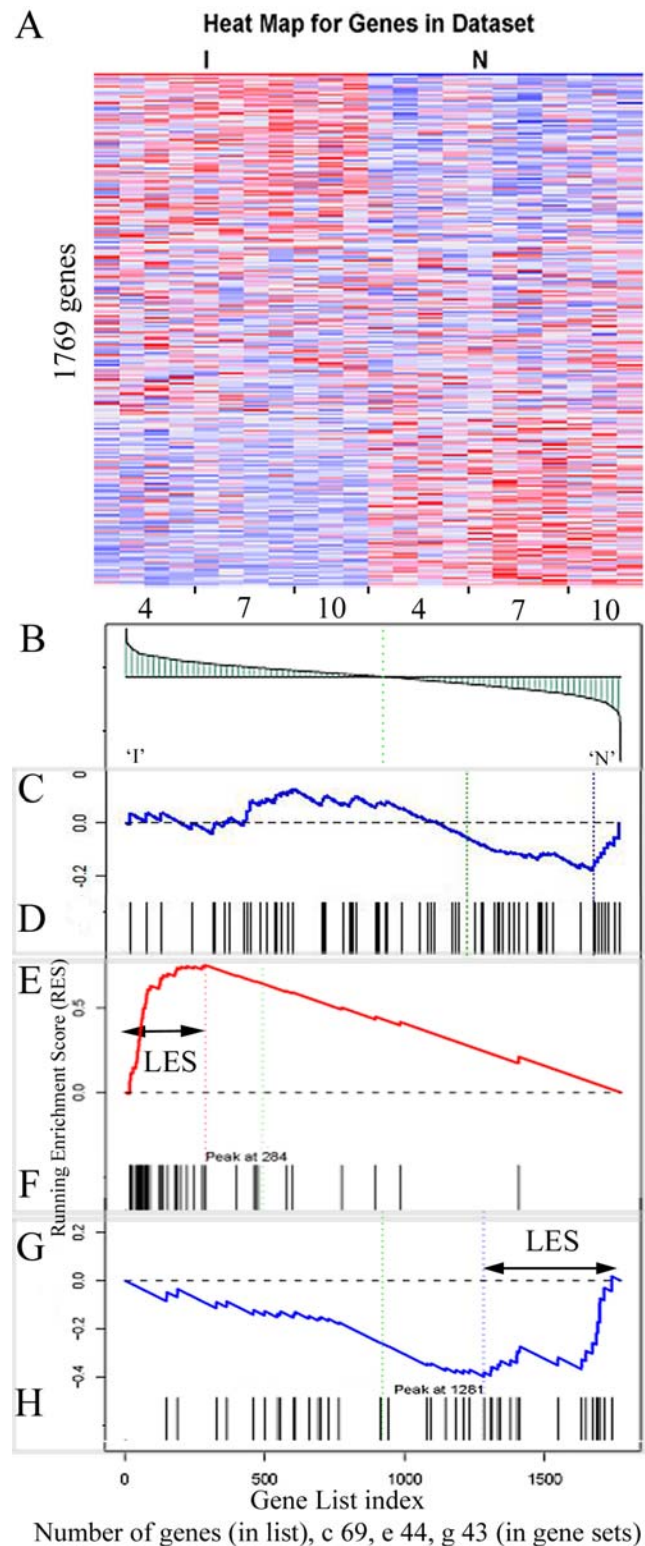 A
Heat Map for Genes in Dataset
I N
1769 genes
4 7 10 4 7 10
B
'I' 'N'
C
0
0.0
-0.2
D
E
0.5
LES
0.0
Running Enrichment Score (RES)
Peak at 284
F
G
0.2
LES
0.0
-0.2
-0.4
Peak at 1281
H
0 500 1000 1500
Gene List index
Number of genes (in list), c 69, e 44, g 43 (in gene sets)